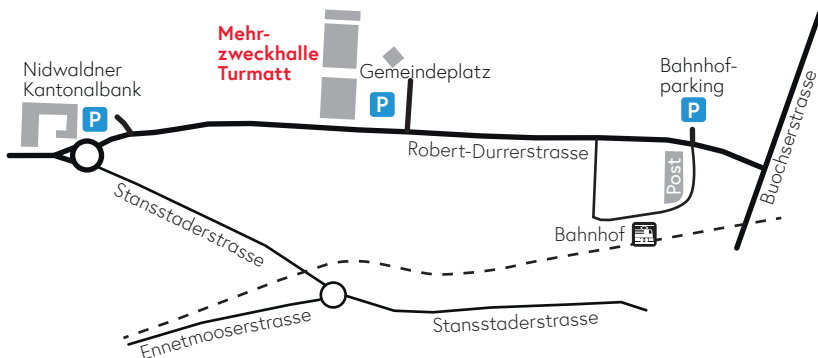 Mehr-
zweckhalle
Turmatt
Nidwaldner
Kantonalbank
P
Gemeindeplatz
P
Bahnhof-
parking
P
Robert-Durrerstrasse
Post
Buochserstrasse
Bahnhof
Stansstaderstrasse
Ennetmooserstrasse
Stansstaderstrasse